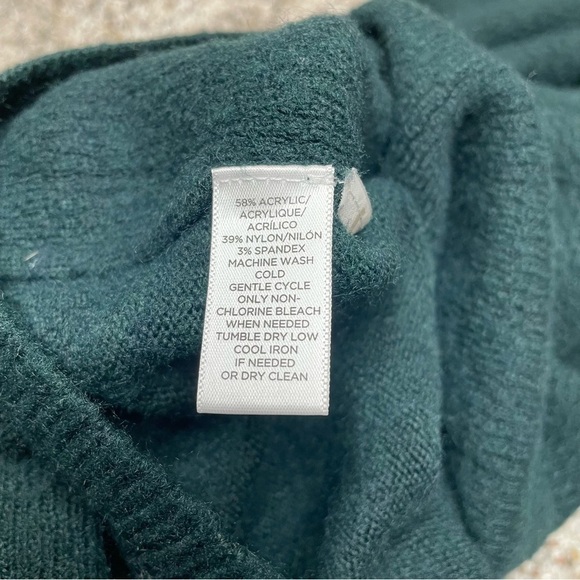 58% ACRYLIC/
ACRYLIQUE/
ACRÍLICO
39% NYLON/NILÓN
3% SPANDEX
MACHINE WASH
COLD
GENTLE CYCLE
ONLY NON-
CHLORINE BLEACH
WHEN NEEDED
TUMBLE DRY LOW
COOL IRON
IF NEEDED
OR DRY CLEAN